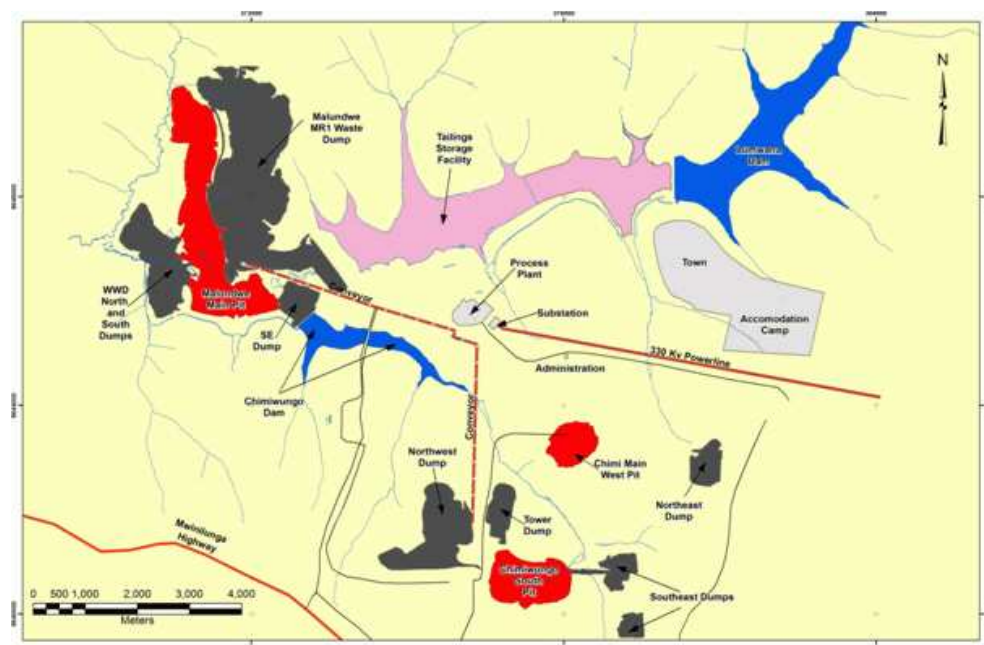 N
Malundwe
MR1 Waste
Dump
Tailings
Storage
Facility
Lumwana
Dam
Town
Accomodation
Camp
Process
Plant
Substation
330 Kv Powerline
Administration
Conveyor
WWD
North
and
South
Dumps
Malundwe
Main Pit
SE
Dump
Chimiwungo
Dam
Conveyor
Northwest
Dump
Chimi Main
West Pit
Northeast
Dump
Tower
Dump
Mwinilunga
Highway
Chimiwungo
South
Pit
Southeast Dumps
0 500 1,000 2,000 3,000 4,000
Meters